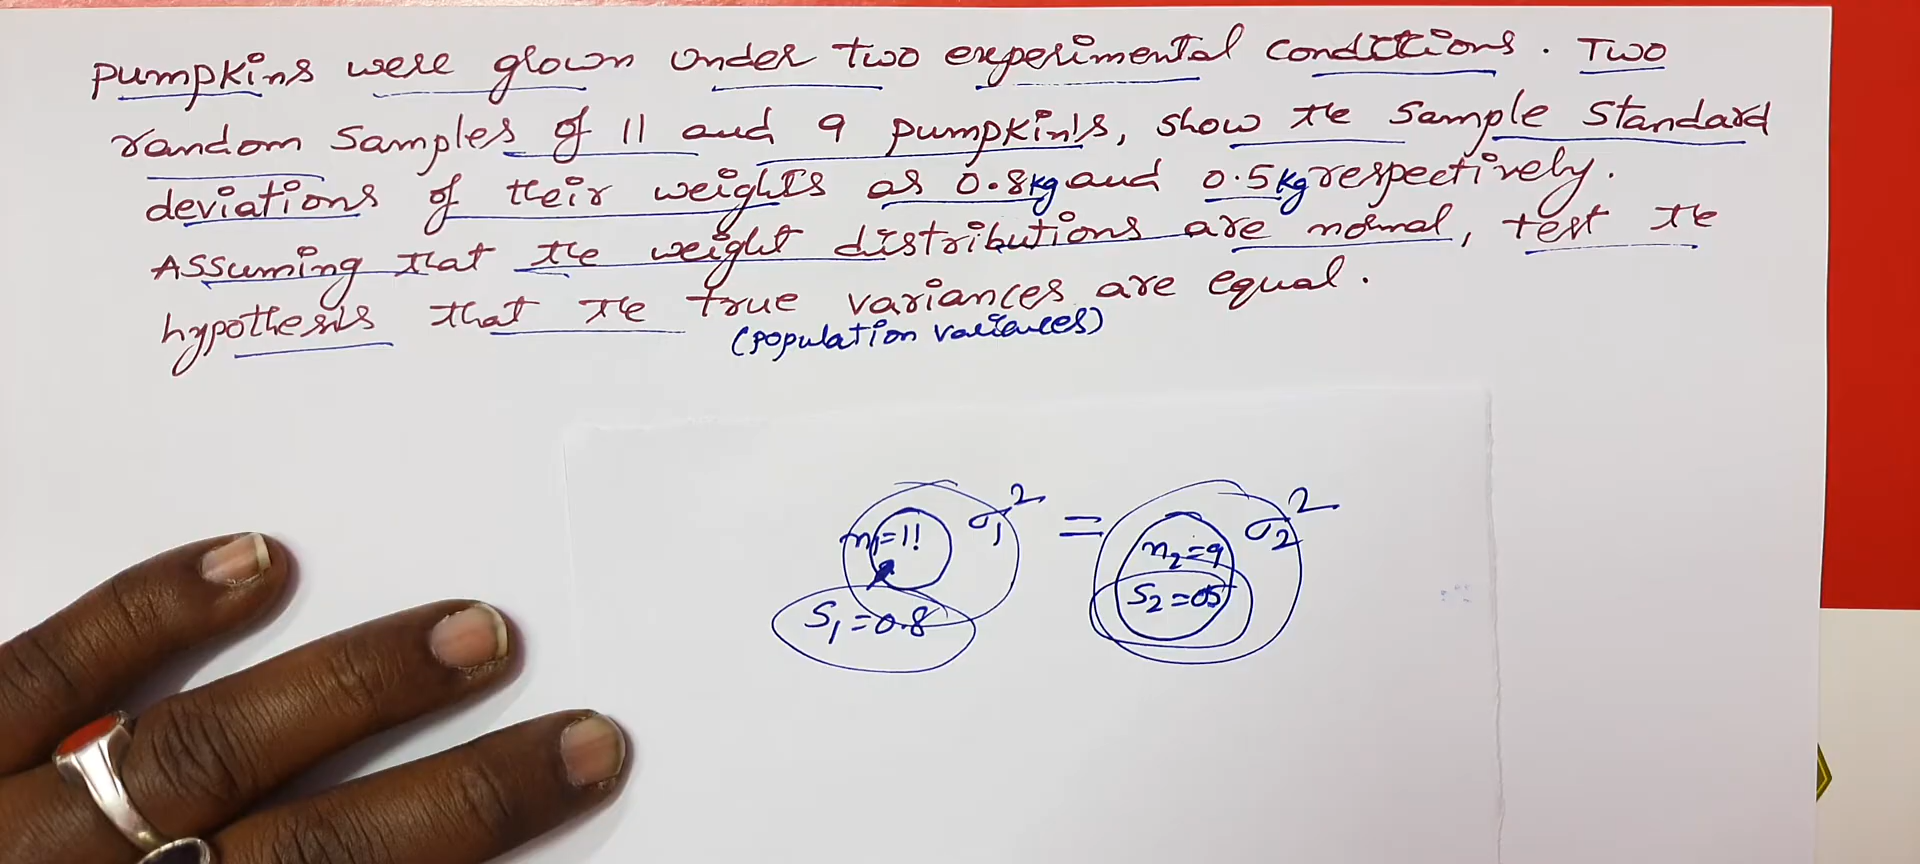 pumpkins were grown under two experimental conditions. Two
random samples of 11 and 9 pumpkins, show the sample standard
deviations of their weights as 0.8kg and 0.5kg respectively.
Assuming that the weight distributions are normal, test the
hypothesis that the true variances are equal.
(population variances)
n1=11 σ1² = n2=9 σ2²
S1=0.8 S2=05